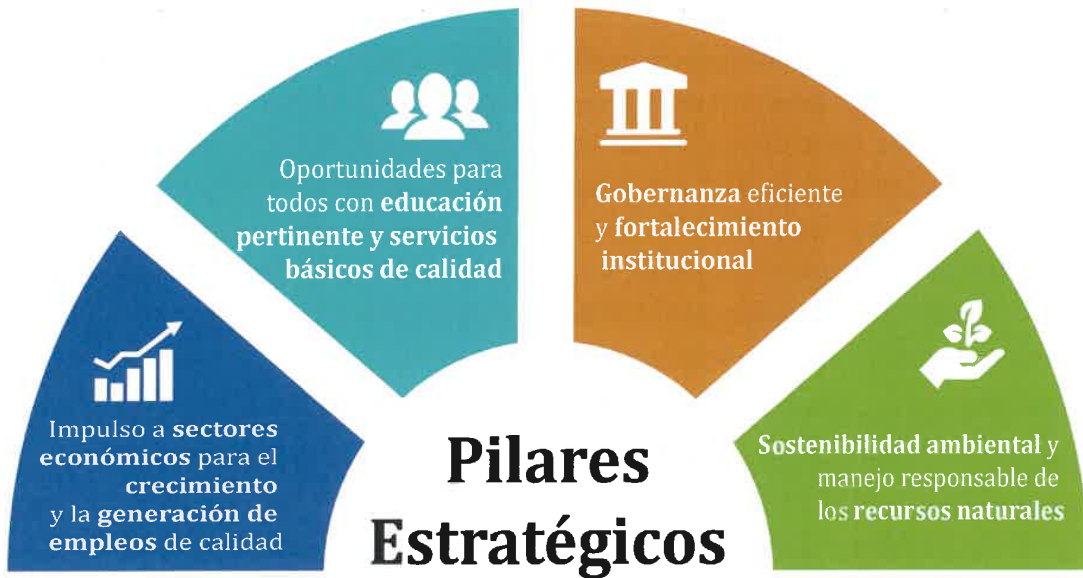 Oportunidades para
todos con educación
pertinente y servicios
básicos de calidad
Gobernanza eficiente
y fortalecimiento
institucional
Impulso a sectores
económicos para el
crecimiento
y la generación de
empleos de calidad
Sostenibilidad ambiental y
manejo responsable de
los recursos naturales
Pilares
Estratégicos